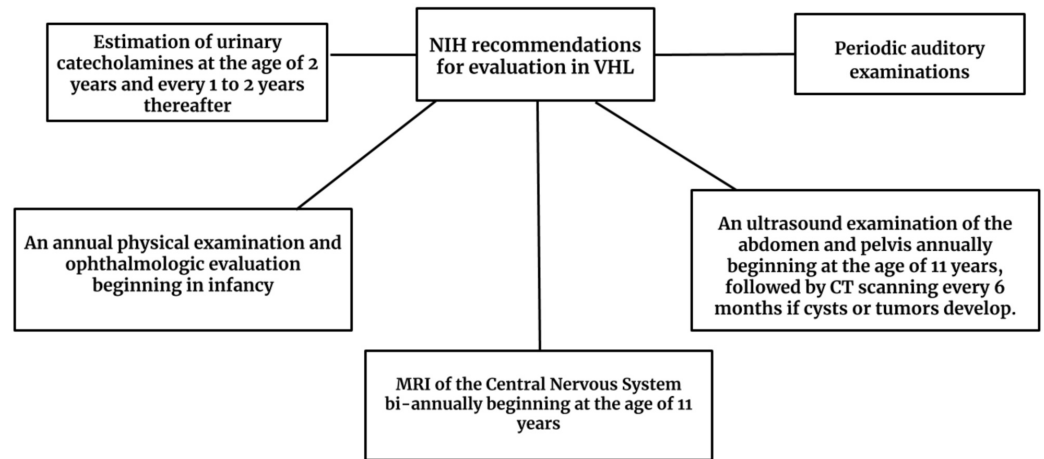 NIH recommendations
for evaluation in VHL
Estimation of urinary
catecholamines at the age of 2
years and every 1 to 2 years
thereafter
Periodic auditory
examinations
An annual physical examination and
ophthalmologic evaluation
beginning in infancy
An ultrasound examination of the
abdomen and pelvis annually
beginning at the age of 11 years,
followed by CT scanning every 6
months if cysts or tumors develop.
MRI of the Central Nervous System
bi-annually beginning at the age of 11
years